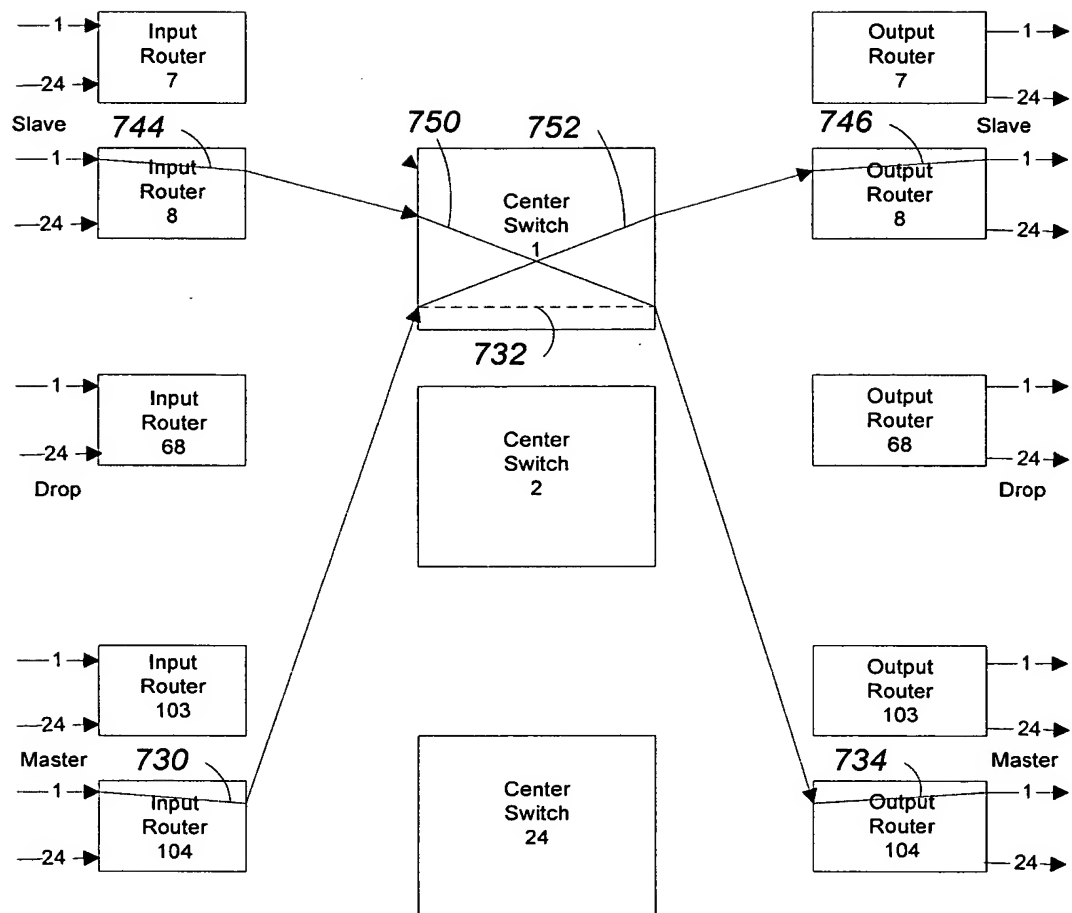 1
Input
Router
7
24
Output
Router
7
1
24
Slave
744
750
752
746
Slave
1
Input
Router
8
24
Center
Switch
1
Output
Router
8
1
24
732
1
Input
Router
68
24
Drop
Center
Switch
2
Output
Router
68
1
24
Drop
1
Input
Router
103
24
Output
Router
103
1
24
Master
730
734
Master
1
Input
Router
104
24
Center
Switch
24
Output
Router
104
1
24